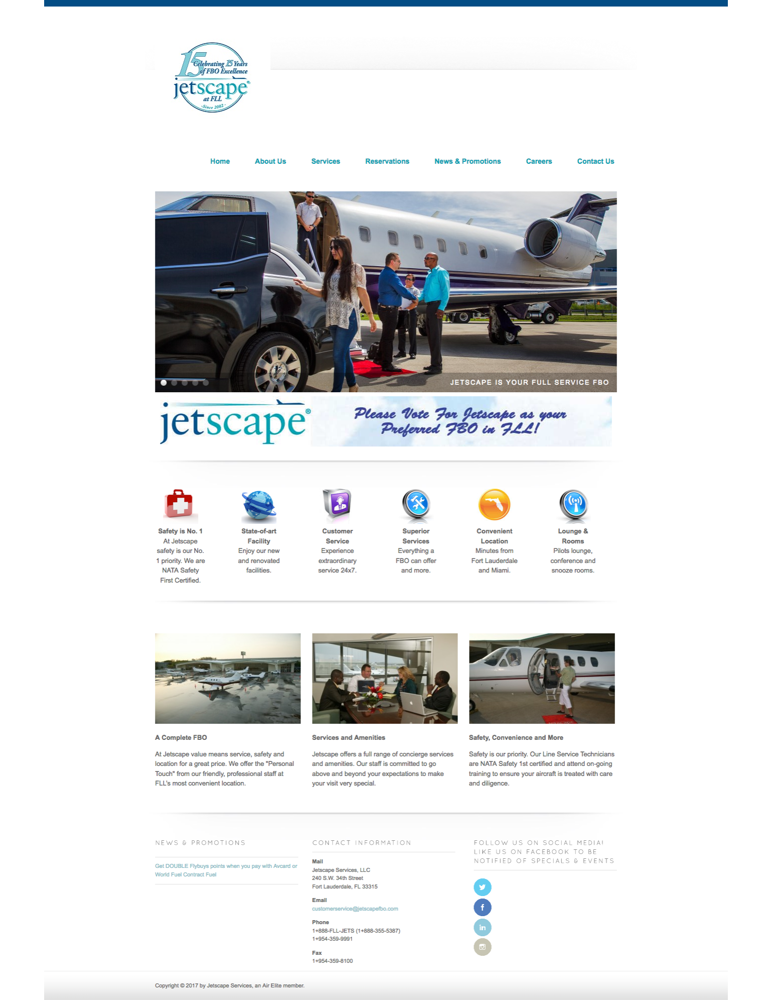 15
Celebrating 15 Years
of FBO Excellence
jetscape®
at FLL
-Since 2002-
Home About Us Services Reservations News & Promotions Careers Contact Us
JETSCAPE IS YOUR FULL SERVICE FBO
jetscape®
Please Vote For Jetscape as your
Preferred FBO in FLL!
Safety is No. 1
At Jetscape
safety is our No.
1 priority. We are
NATA Safety
First Certified.
State-of-art
Facility
Enjoy our new
and renovated
facilities.
Customer
Service
Experience
extraordinary
service 24x7.
Superior
Services
Everything a
FBO can offer
and more.
Convenient
Location
Minutes from
Fort Lauderdale
and Miami.
Lounge &
Rooms
Pilots lounge,
conference and
snooze rooms.
A Complete FBO
At Jetscape value means service, safety and
location for a great price. We offer the "Personal
Touch" from our friendly, professional staff at
FLL's most convenient location.
Services and Amenities
Jetscape offers a full range of concierge services
and amenities. Our staff is committed to go
above and beyond your expectations to make
your visit very special.
Safety, Convenience and More
Safety is our priority. Our Line Service Technicians
are NATA Safety 1st certified and attend on-going
training to ensure your aircraft is treated with care
and diligence.
NEWS & PROMOTIONS
Get DOUBLE Flybuys points when you pay with Avcard or
World Fuel Contract Fuel
CONTACT INFORMATION
Mail
Jetscape Services, LLC
240 S.W. 34th Street
Fort Lauderdale, FL 33315
Email
customerservice@jetscapefbo.com
Phone
1+888-FLL-JETS (1+888-355-5387)
1+954-359-9991
Fax
1+954-359-8100
FOLLOW US ON SOCIAL MEDIA!
LIKE US ON FACEBOOK TO BE
NOTIFIED OF SPECIALS & EVENTS
f
in
Copyright © 2017 by Jetscape Services, an Air Elite member.